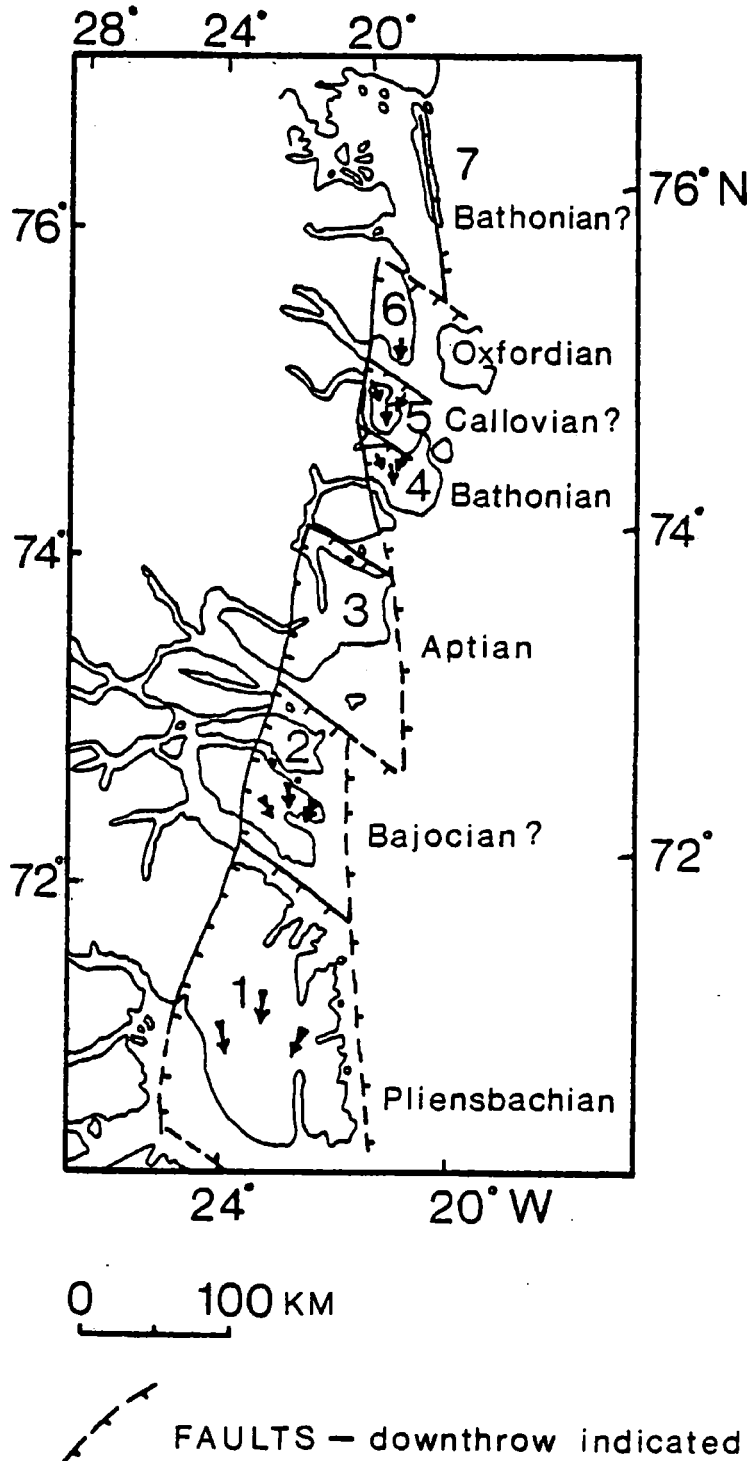 28° 24° 20°
7
76° 76° N
Bathonian?
6
Oxfordian
5 Callovian?
4 Bathonian
74° 74°
3
Aptian
2
Bajocian ?
72° 72°
1
Pliensbachian
24° 20° W
0 100 KM
FAULTS — downthrow indicated